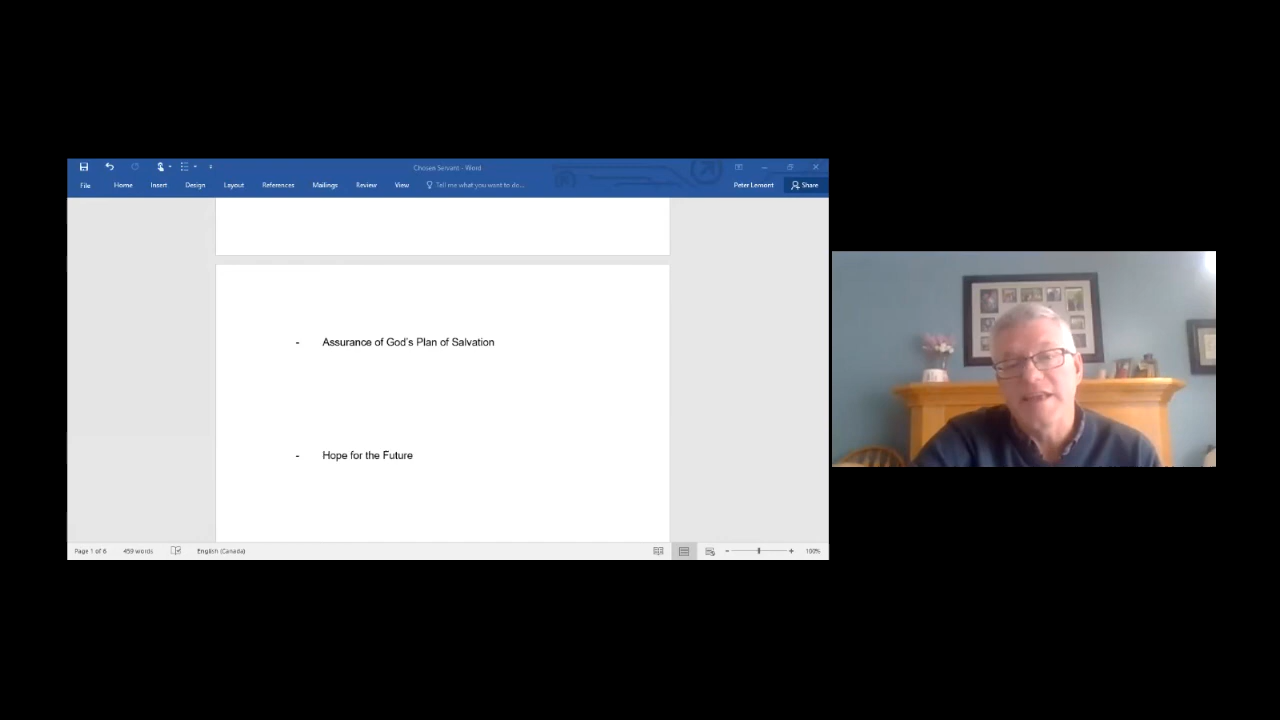 Chosen Servant - Word
File Home Insert Design Layout References Mailings Review View Tell me what you want to do... Peter Lemont Share
- Assurance of God's Plan of Salvation
- Hope for the Future
Page 1 of 6 459 words English (Canada) 100%